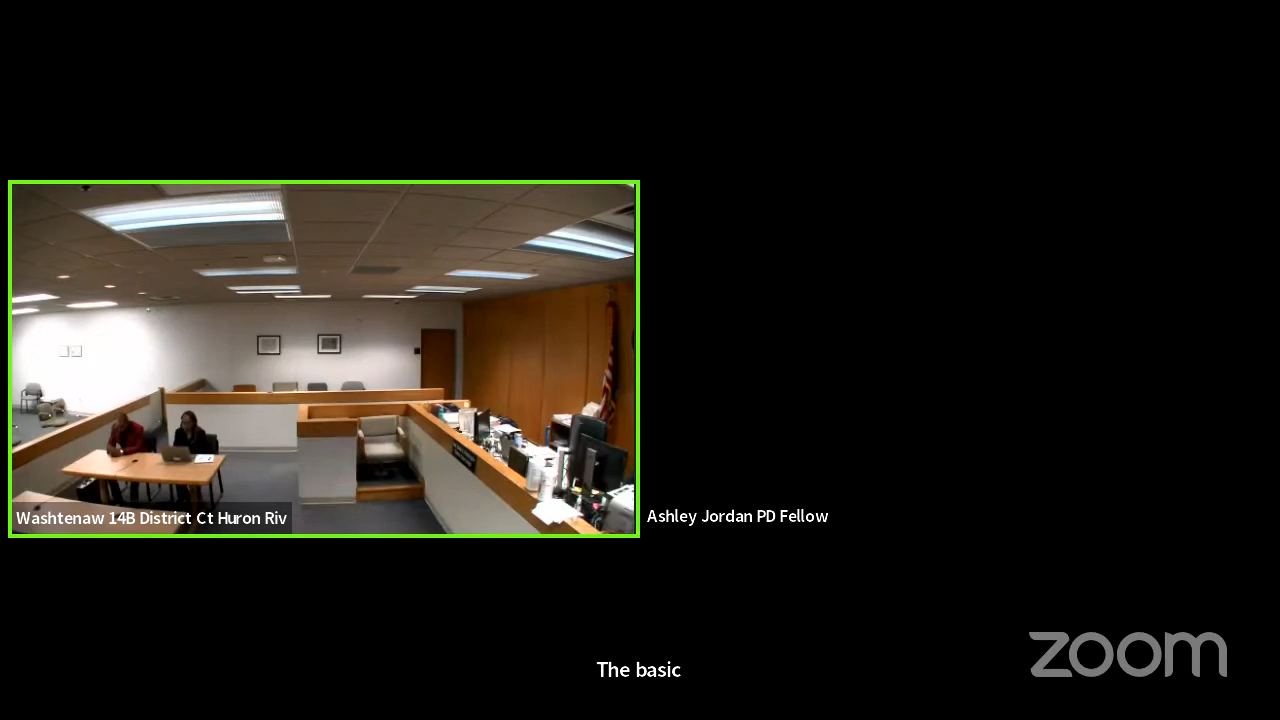 Washtenaw 14B District Ct Huron Riv
Ashley Jordan PD Fellow
The basic
zoom